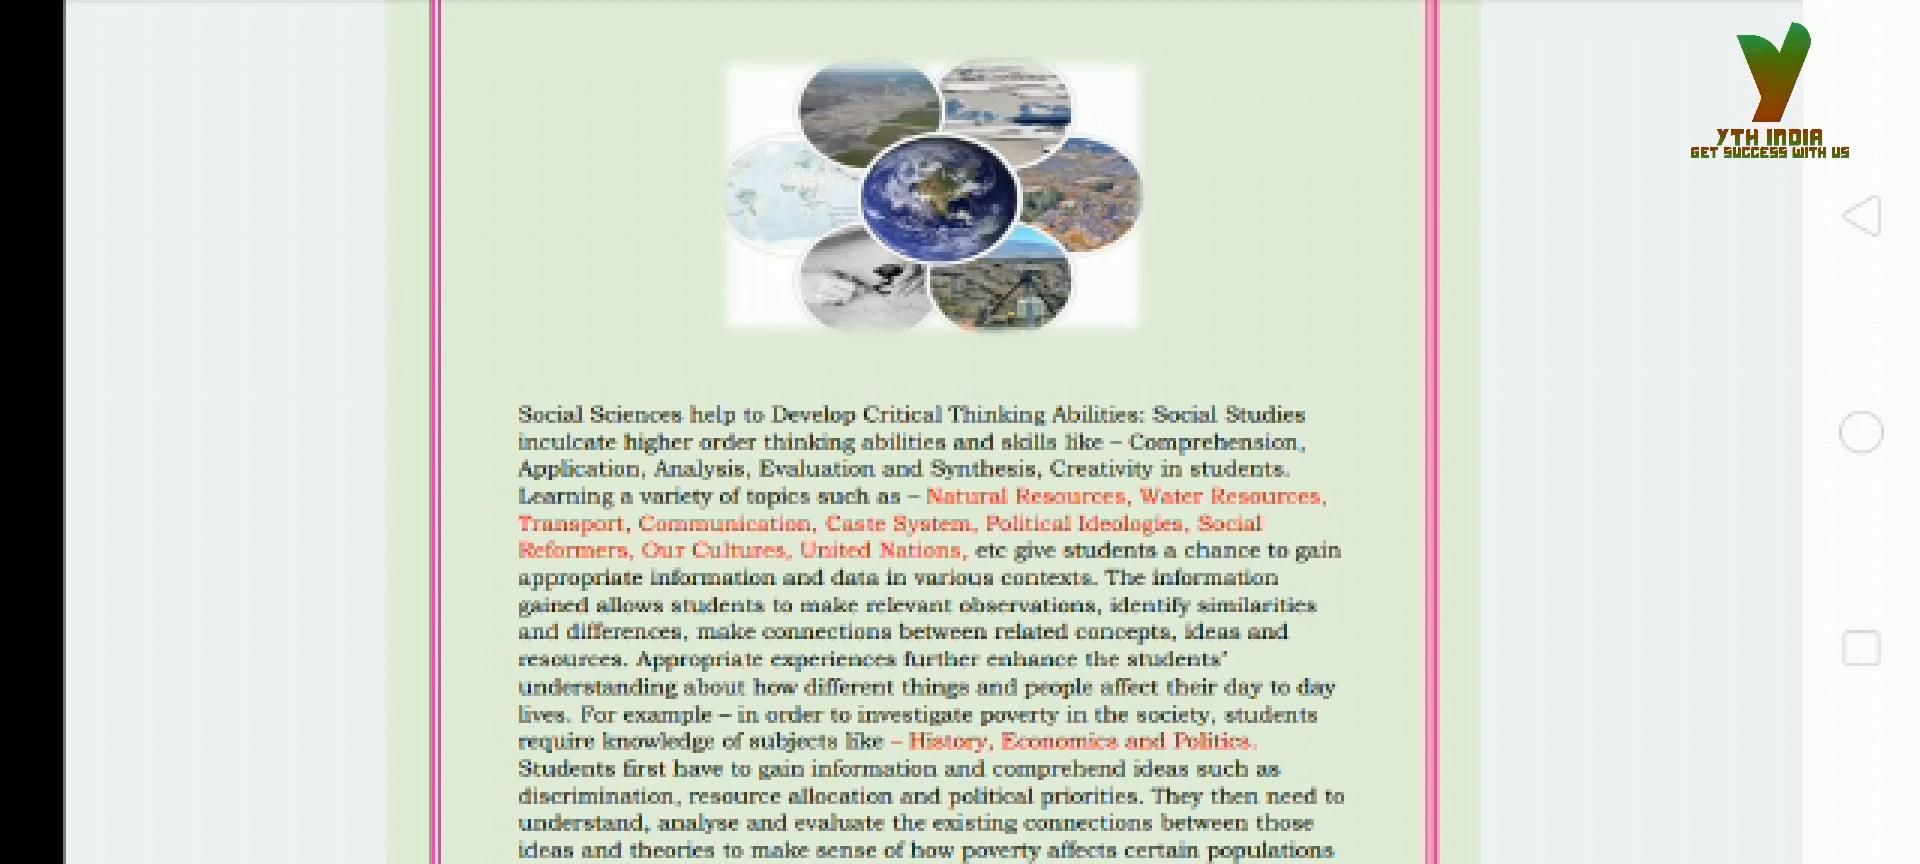 YTH INDIA
GET SUCCESS WITH US
Social Sciences help to Develop Critical Thinking Abilities: Social Studies
inculcate higher order thinking abilities and skills like – Comprehension,
Application, Analysis, Evaluation and Synthesis, Creativity in students.
Learning a variety of topics such as – Natural Resources, Water Resources,
Transport, Communication, Caste System, Political Ideologies, Social
Reformers, Our Cultures, United Nations, etc give students a chance to gain
appropriate information and data in various contexts. The information
gained allows students to make relevant observations, identify similarities
and differences, make connections between related concepts, ideas and
resources. Appropriate experiences further enhance the students'
understanding about how different things and people affect their day to day
lives. For example – in order to investigate poverty in the society, students
require knowledge of subjects like – History, Economics and Politics.
Students first have to gain information and comprehend ideas such as
discrimination, resource allocation and political priorities. They then need to
understand, analyse and evaluate the existing connections between those
ideas and theories to make sense of how poverty affects certain populations